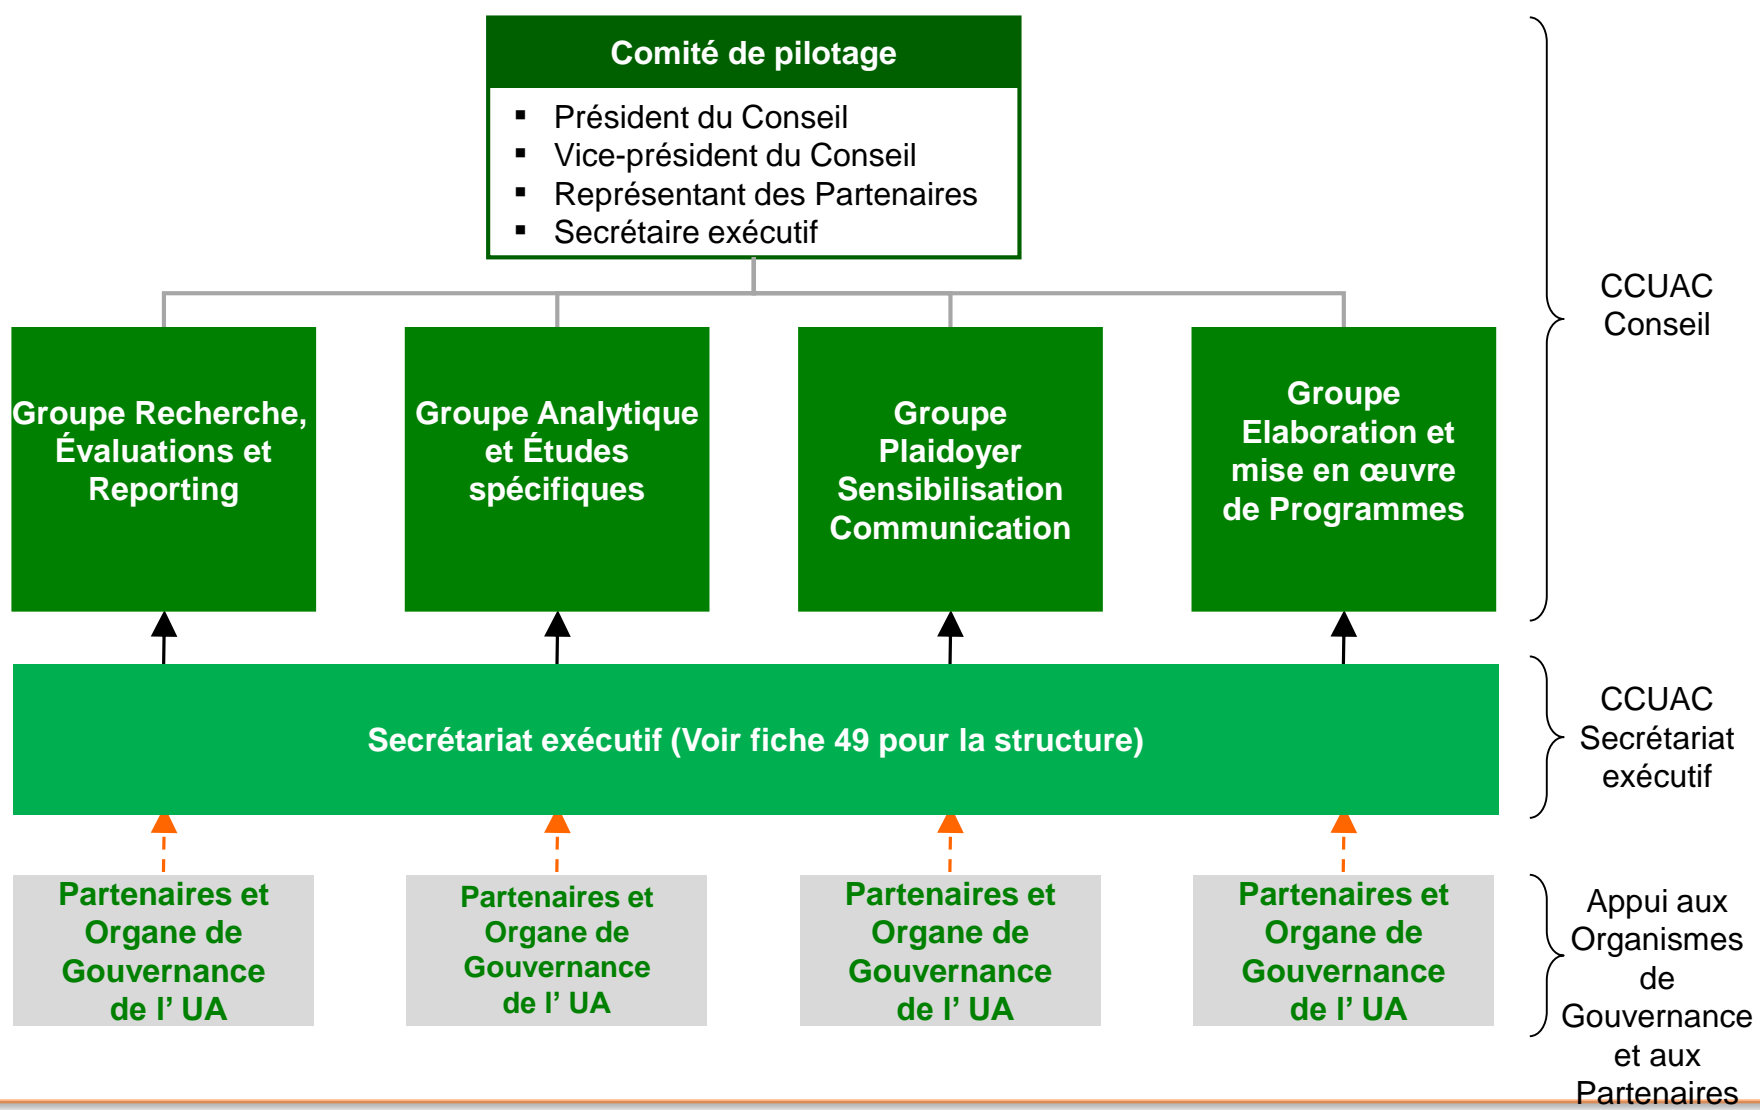 Comité de pilotage
▪ Président du Conseil
▪ Vice-président du Conseil
▪ Représentant des Partenaires
▪ Secrétaire exécutif
CCUAC
Conseil
Groupe Recherche,
Évaluations et
Reporting
Groupe Analytique
et Études
spécifiques
Groupe
Plaidoyer
Sensibilisation
Communication
Groupe
Elaboration et
mise en œuvre
de Programmes
Secrétariat exécutif (Voir fiche 49 pour la structure)
CCUAC
Secrétariat
exécutif
Partenaires et
Organe de
Gouvernance
de l’ UA
Partenaires et
Organe de
Gouvernance
de l’ UA
Partenaires et
Organe de
Gouvernance
de l’ UA
Partenaires et
Organe de
Gouvernance
de l’ UA
Appui aux
Organismes
de
Gouvernance
et aux
Partenaires